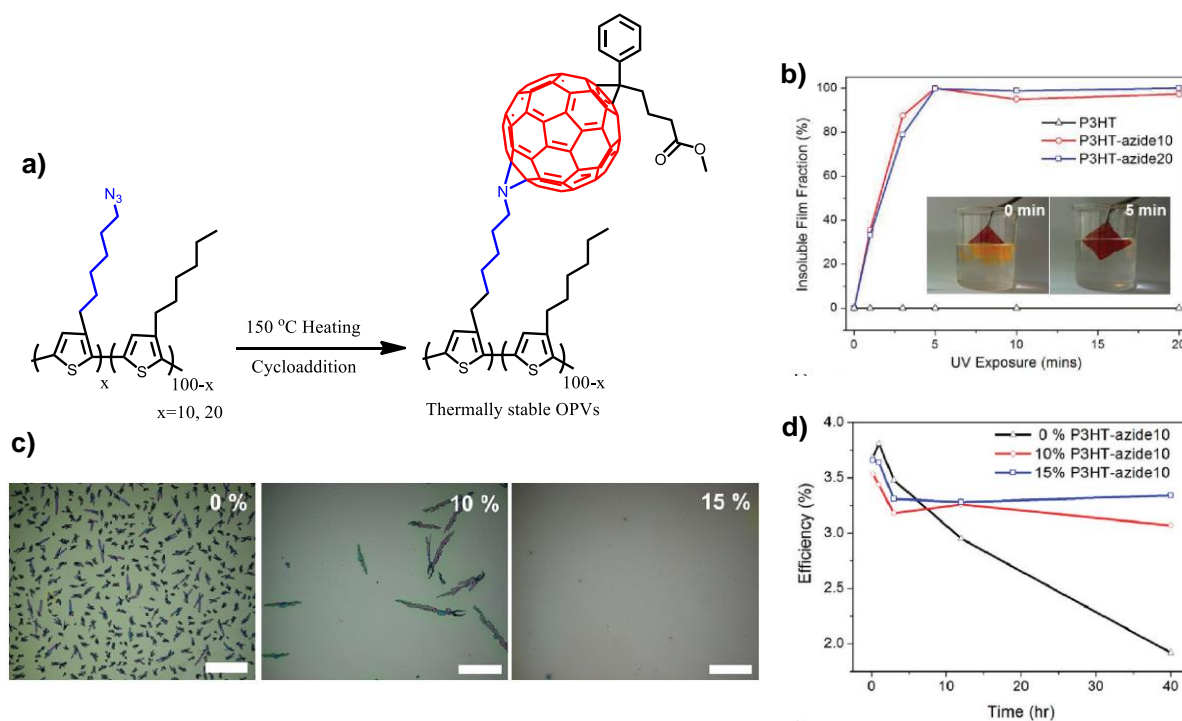 a)
N3
S
x
S
100-x
x=10, 20
150 °C Heating
Cycloaddition
N
O
O
S
S
100-x
Thermally stable OPVs
b)
Insoluble Film Fraction (%)
100
80
60
40
20
0
P3HT
P3HT-azide10
P3HT-azide20
0 min
5 min
0 5 10 15 20
UV Exposure (mins)
c)
0 %
10 %
15 %
d)
Efficiency (%)
4.0
3.5
3.0
2.5
2.0
0 % P3HT-azide10
10% P3HT-azide10
15% P3HT-azide10
0 10 20 30 40
Time (hr)